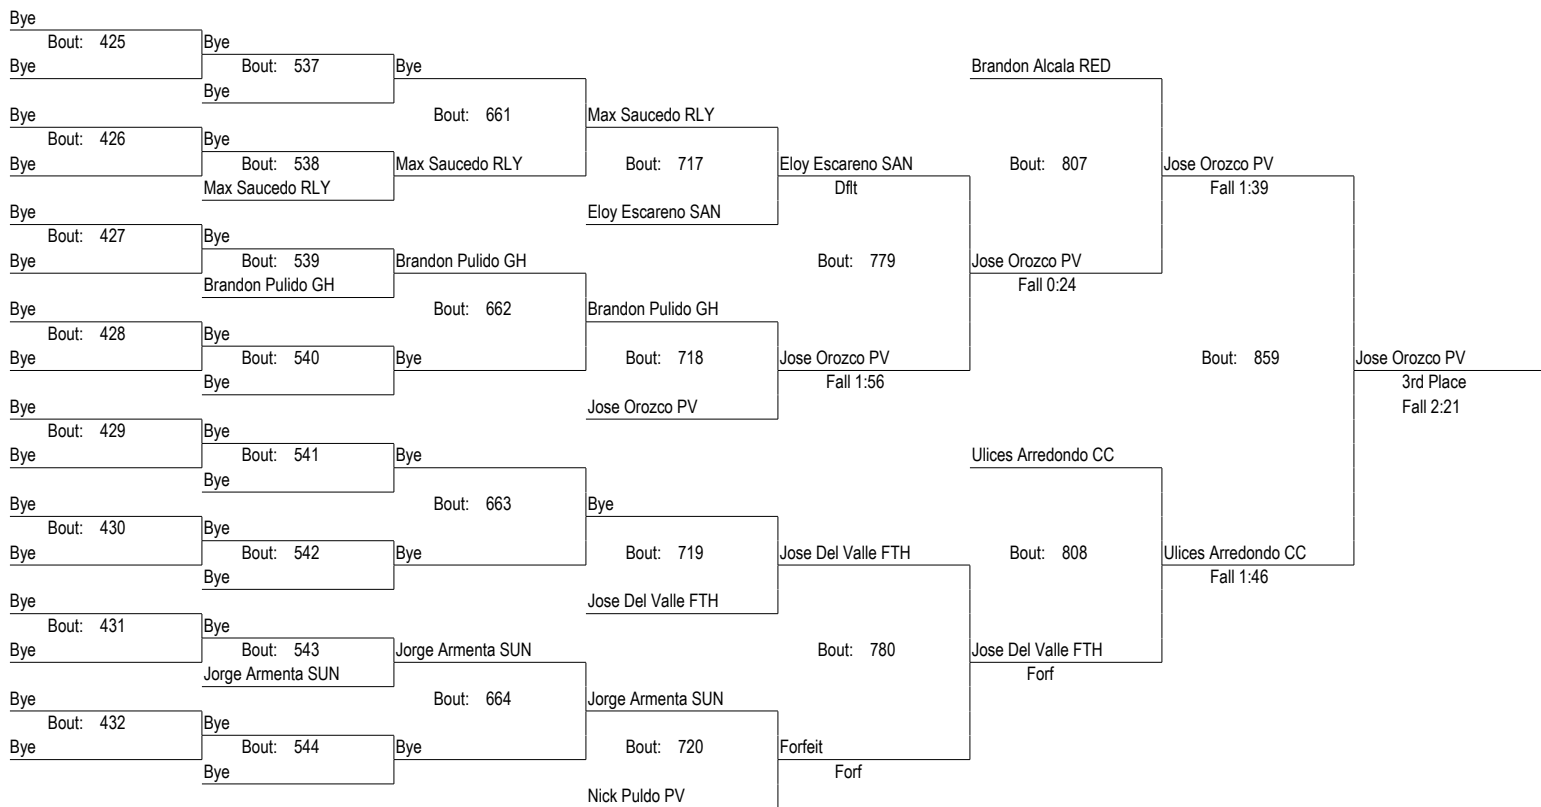 Bye
Bout: 425
Bye
Bye
Bout: 537
Bye
Bye
Brandon Alcala RED
Bye
Bye
Bout: 661
Max Saucedo RLY
Bout: 426
Bye
Bye
Bout: 538
Max Saucedo RLY
Bout: 717
Eloy Escareno SAN
Bout: 807
Jose Orozco PV
Max Saucedo RLY
Dflt
Fall 1:39
Bye
Eloy Escareno SAN
Bout: 427
Bye
Bye
Bout: 539
Brandon Pulido GH
Bout: 779
Jose Orozco PV
Brandon Pulido GH
Fall 0:24
Bye
Bout: 662
Brandon Pulido GH
Bout: 428
Bye
Bye
Bout: 540
Bye
Bout: 718
Jose Orozco PV
Bout: 859
Jose Orozco PV
Bye
Fall 1:56
3rd Place
Bye
Jose Orozco PV
Fall 2:21
Bout: 429
Bye
Bye
Bout: 541
Bye
Ulices Arredondo CC
Bye
Bye
Bout: 663
Bye
Bout: 430
Bye
Bye
Bout: 542
Bye
Bout: 719
Jose Del Valle FTH
Bout: 808
Ulices Arredondo CC
Bye
Fall 1:46
Bye
Jose Del Valle FTH
Bout: 431
Bye
Bye
Bout: 543
Jorge Armenta SUN
Bout: 780
Jose Del Valle FTH
Jorge Armenta SUN
Forf
Bye
Bout: 664
Jorge Armenta SUN
Bout: 432
Bye
Bye
Bout: 544
Bye
Bout: 720
Forfeit
Bye
Forf
Nick Puldo PV